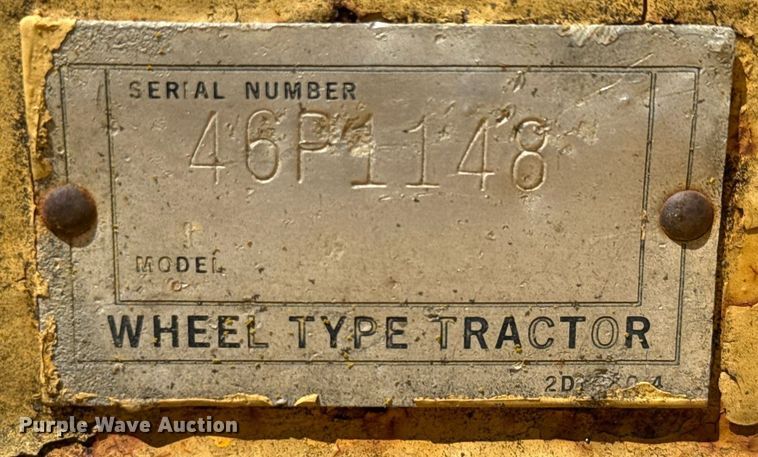 SERIAL NUMBER
46P1148
MODEL
WHEEL TYPE TRACTOR
Purple Wave Auction